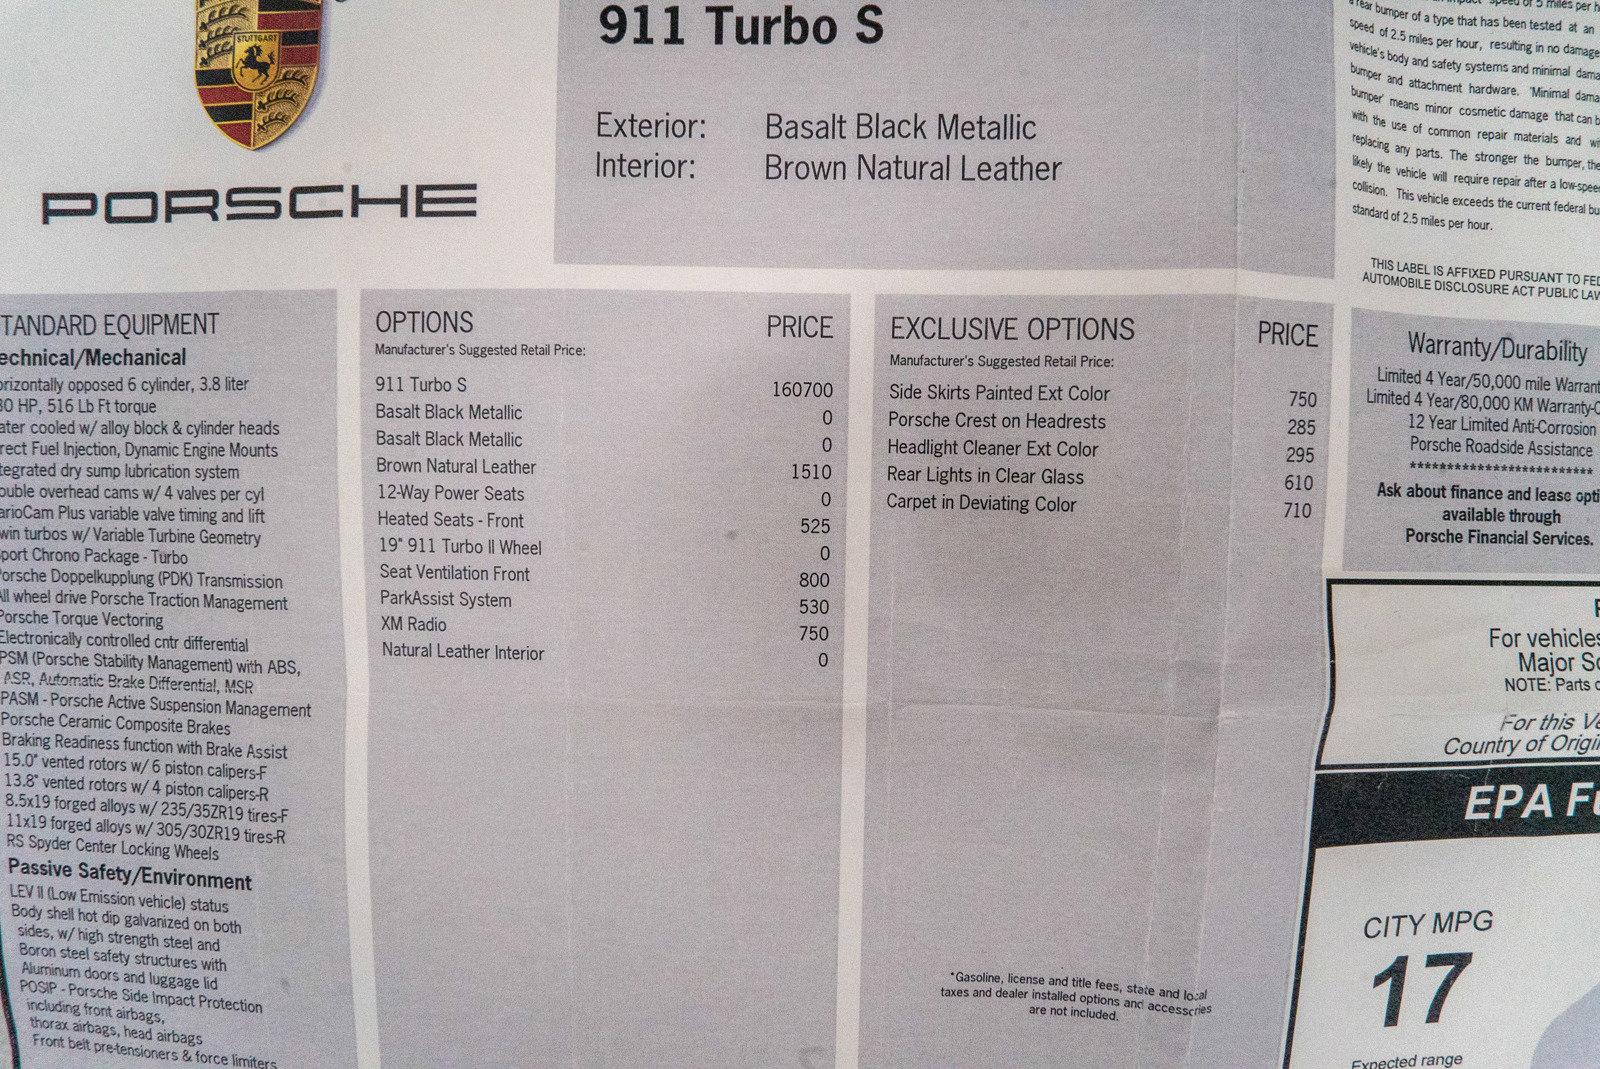 STUTTGART
PORSCHE
911 Turbo S
Exterior: Basalt Black Metallic
Interior: Brown Natural Leather
rear bumper of a type that has been tested at an
speed of 2.5 miles per hour, resulting in no damage
vehicle's body and safety systems and minimal dama
bumper and attachment hardware. 'Minimal dama
bumper' means minor cosmetic damage that can b
with the use of common repair materials and wi
replacing any parts. The stronger the bumper, the
likely the vehicle will require repair after a low-spee
collision. This vehicle exceeds the current federal bu
standard of 2.5 miles per hour.
THIS LABEL IS AFFIXED PURSUANT TO FED
AUTOMOBILE DISCLOSURE ACT PUBLIC LAW
TANDARD EQUIPMENT
echnical/Mechanical
orizontally opposed 6 cylinder, 3.8 liter
30 HP, 516 Lb Ft torque
ater cooled w/ alloy block & cylinder heads
rect Fuel Injection, Dynamic Engine Mounts
tegrated dry sump lubrication system
ouble overhead cams w/ 4 valves per cyl
arioCam Plus variable valve timing and lift
win turbos w/ Variable Turbine Geometry
port Chrono Package - Turbo
orsche Doppelkupplung (PDK) Transmission
All wheel drive Porsche Traction Management
Porsche Torque Vectoring
Electronically controlled cntr differential
PSM (Porsche Stability Management) with ABS,
ASR, Automatic Brake Differential, MSR
PASM - Porsche Active Suspension Management
Porsche Ceramic Composite Brakes
Braking Readiness function with Brake Assist
15.0" vented rotors w/ 6 piston calipers-F
13.8" vented rotors w/ 4 piston calipers-R
8.5x19 forged alloys w/ 235/35ZR19 tires-F
11x19 forged alloys w/ 305/30ZR19 tires-R
RS Spyder Center Locking Wheels
Passive Safety/Environment
LEV II (Low Emission vehicle) status
Body shell hot dip galvanized on both
sides, w/ high strength steel and
Boron steel safety structures with
Aluminum doors and luggage lid
POSIP - Porsche Side Impact Protection
including front airbags,
thorax airbags, head airbags
Front belt pre-tensioners & force limiters
OPTIONS PRICE
Manufacturer's Suggested Retail Price:
911 Turbo S 160700
Basalt Black Metallic 0
Basalt Black Metallic 0
Brown Natural Leather 1510
12-Way Power Seats 0
Heated Seats - Front 525
19" 911 Turbo II Wheel 0
Seat Ventilation Front 800
ParkAssist System 530
XM Radio 750
Natural Leather Interior 0
EXCLUSIVE OPTIONS PRICE
Manufacturer's Suggested Retail Price:
Side Skirts Painted Ext Color 750
Porsche Crest on Headrests 285
Headlight Cleaner Ext Color 295
Rear Lights in Clear Glass 610
Carpet in Deviating Color 710
*Gasoline, license and title fees, state and local
taxes and dealer installed options and accessories
are not included.
Warranty/Durability
Limited 4 Year/50,000 mile Warrant
Limited 4 Year/80,000 KM Warranty-C
12 Year Limited Anti-Corrosion
Porsche Roadside Assistance
*************************
Ask about finance and lease opti
available through
Porsche Financial Services.
For vehicles
Major So
NOTE: Parts o
For this Ve
Country of Origi
EPA Fu
CITY MPG
17
Expected range